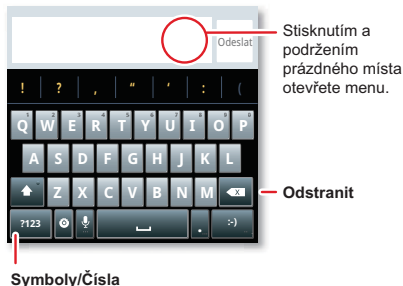 Odeslat
Stisknutím a
podržením
prázdného místa
otevřete menu.
! ? , " ' : (
Q W E R T Y U I O P
A S D F G H J K L
Z X C V B N M
Odstranit
?123 . :-)
Symboly/Čísla